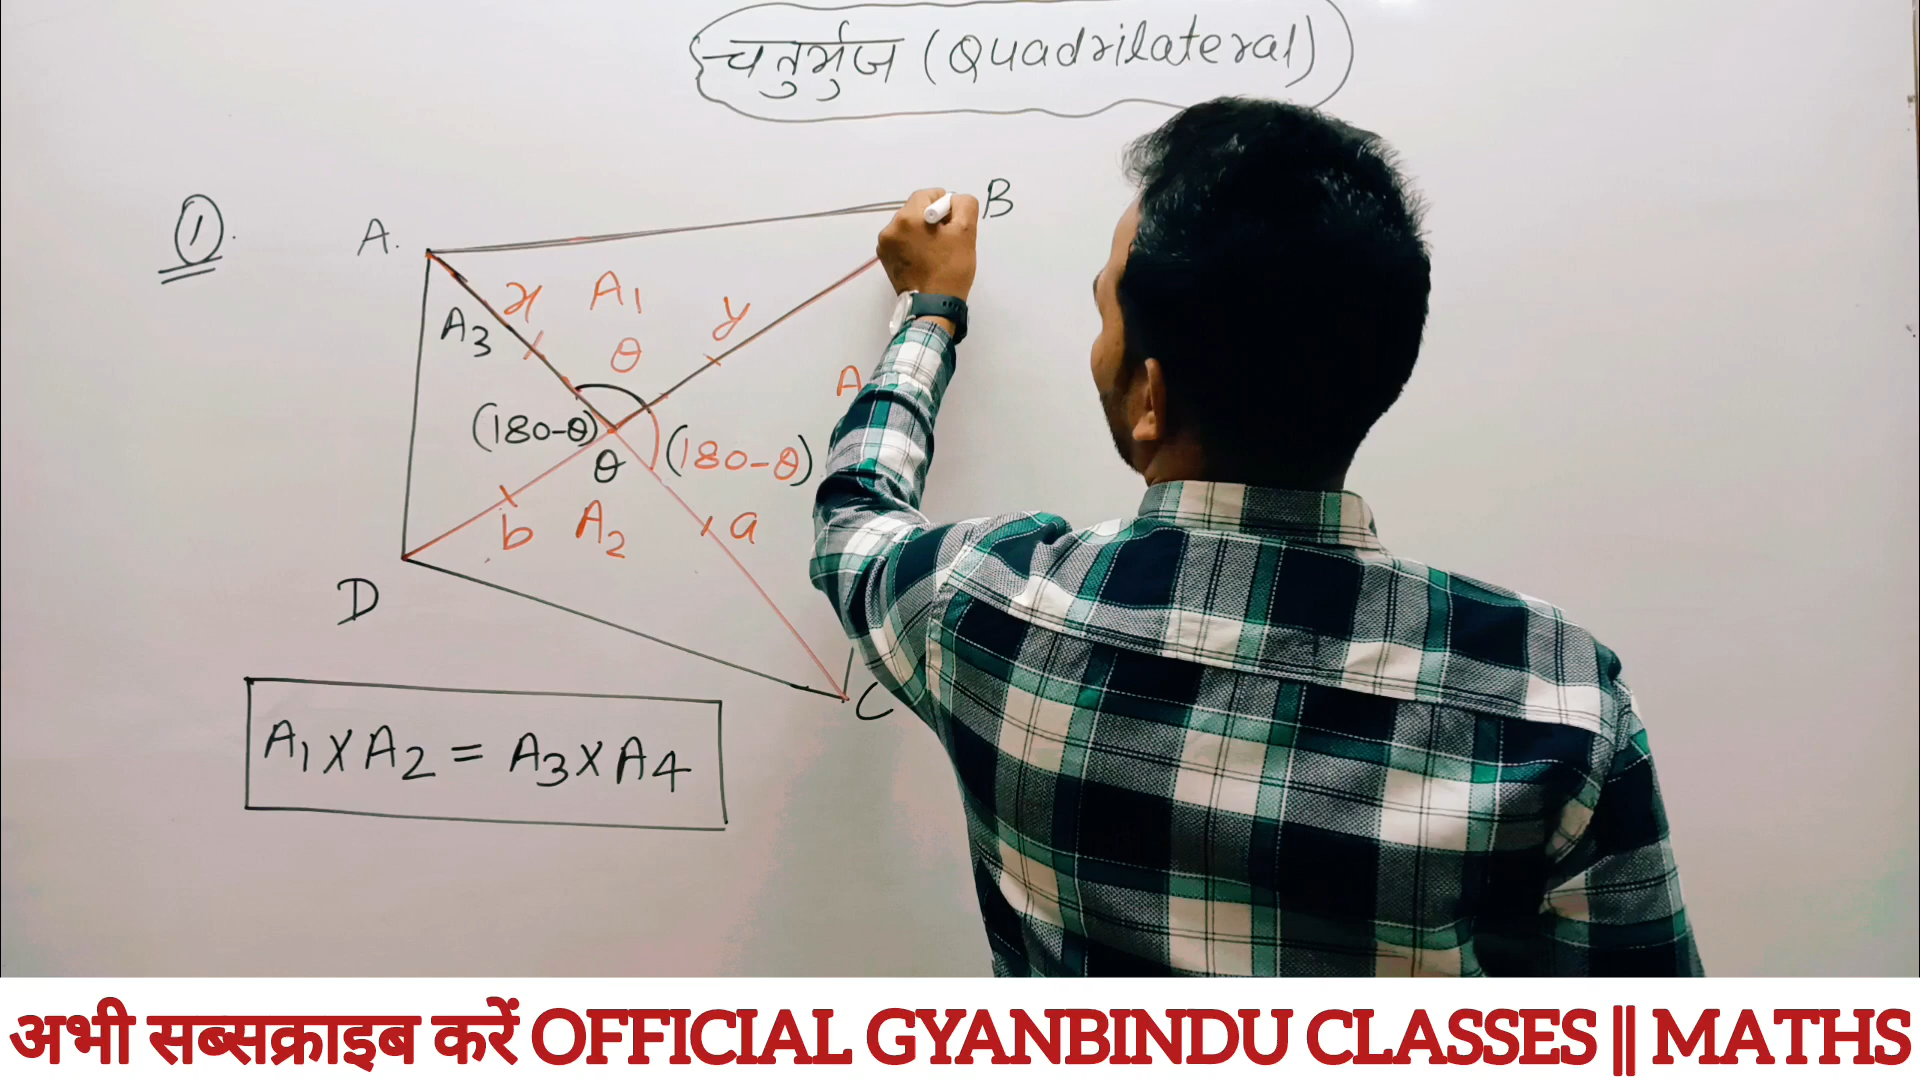 चतुर्भुज (Quadrilateral)
①
A.
B
x
A1
y
A3
θ
A
(180-θ)
θ
(180-θ)
b
A2
a
D
C
A1 X A2 = A3 X A4
अभी सब्सक्राइब करें OFFICIAL GYANBINDU CLASSES || MATHS